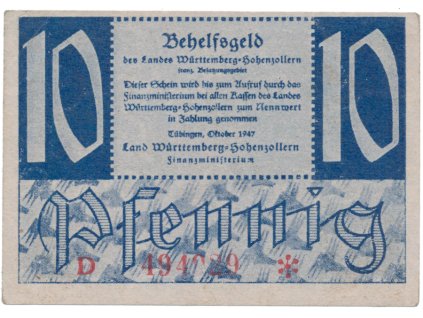 10 10
Behelfsgeld
des Landes Württemberg-Hohenzollern
franz. Besatzungsgebiet
Dieser Schein wird bis zum Aufruf durch das
Finanzministerium bei allen Kassen des Landes
Württemberg-Hohenzollern zum Nennwert
in Zahlung genommen
Tübingen, Oktober 1947
Land Württemberg-Hohenzollern
Finanzministerium
Pfennig
D